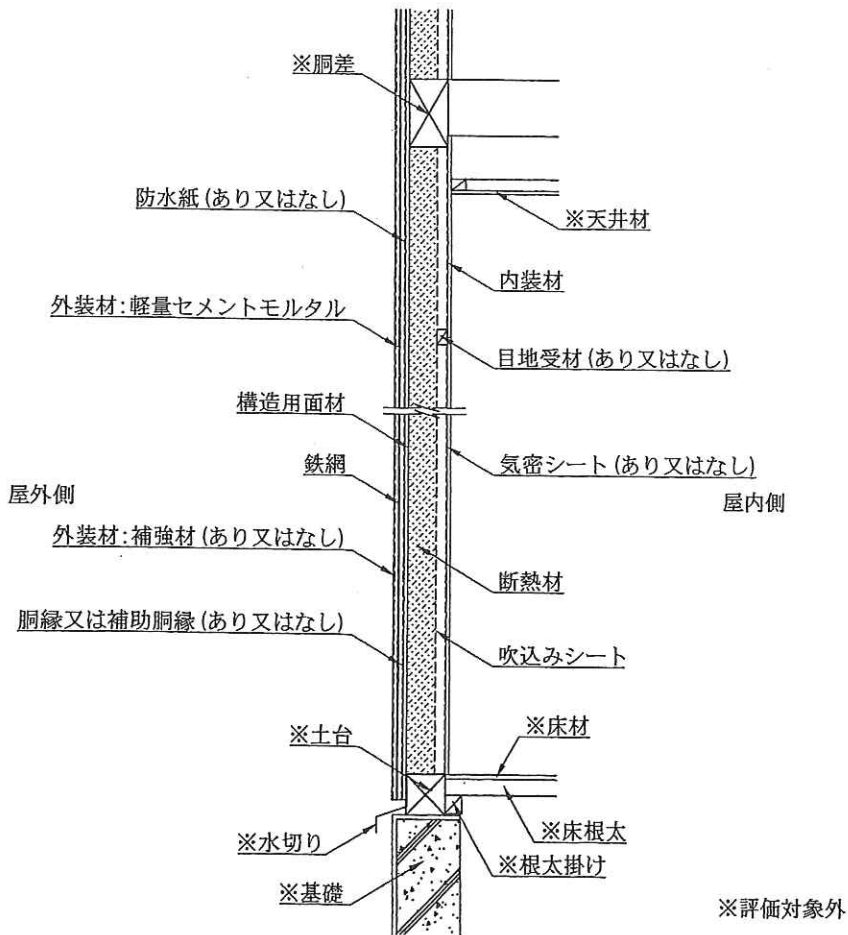 ※胴差
防水紙(あり又はなし)
※天井材
内装材
外装材:軽量セメントモルタル
目地受材(あり又はなし)
構造用面材
鉄網
気密シート(あり又はなし)
屋外側
屋内側
外装材:補強材(あり又はなし)
断熱材
胴縁又は補助胴縁(あり又はなし)
吹込みシート
※床材
※土台
※床根太
※水切り
※根太掛け
※基礎
※評価対象外